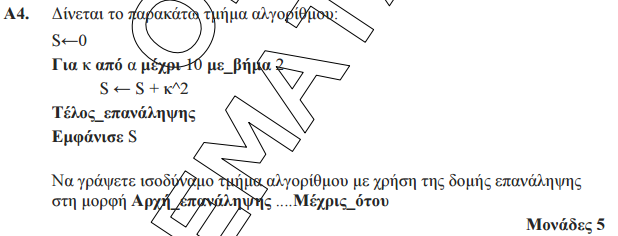 A4. Δίνεται το παρακάτω τμήμα αλγορίθμου:
S←0
Για κ από α μέχρι 10 με_βήμα 2
S ← S + κ^2
Τέλος_επανάληψης
Εμφάνισε S
Να γράψετε ισοδύναμο τμήμα αλγορίθμου με χρήση της δομής επανάληψης
στη μορφή Αρχή_επανάληψης ....Μέχρις_ότου
Μονάδες 5